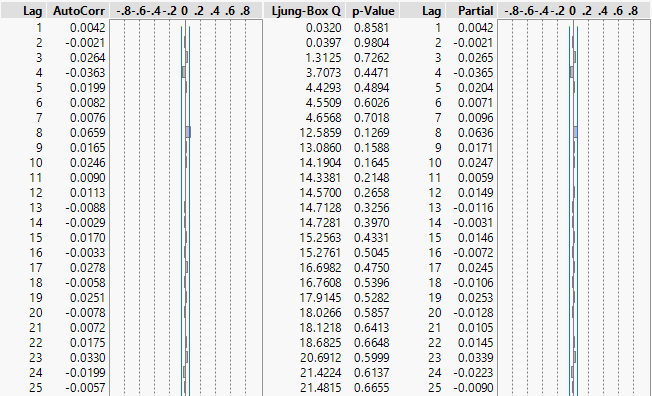 Lag AutoCorr -.8-.6-.4-.2 0 .2 .4 .6 .8 Ljung-Box Q p-Value Lag Partial -.8-.6-.4-.2 0 .2 .4 .6 .8
1 0.0042 0.0320 0.8581 1 0.0042
2 -0.0021 0.0397 0.9804 2 -0.0021
3 0.0264 1.3125 0.7262 3 0.0265
4 -0.0363 3.7073 0.4471 4 -0.0365
5 0.0199 4.4293 0.4894 5 0.0204
6 0.0082 4.5509 0.6026 6 0.0071
7 0.0076 4.6568 0.7018 7 0.0096
8 0.0659 12.5859 0.1269 8 0.0636
9 0.0165 13.0860 0.1588 9 0.0171
10 0.0246 14.1904 0.1645 10 0.0247
11 0.0090 14.3381 0.2148 11 0.0059
12 0.0113 14.5700 0.2658 12 0.0149
13 -0.0088 14.7128 0.3256 13 -0.0116
14 -0.0029 14.7281 0.3970 14 -0.0031
15 0.0170 15.2563 0.4331 15 0.0146
16 -0.0033 15.2761 0.5045 16 -0.0072
17 0.0278 16.6982 0.4750 17 0.0245
18 -0.0058 16.7608 0.5396 18 -0.0106
19 0.0251 17.9145 0.5282 19 0.0253
20 -0.0078 18.0266 0.5857 20 -0.0128
21 0.0072 18.1218 0.6413 21 0.0105
22 0.0175 18.6825 0.6648 22 0.0145
23 0.0330 20.6912 0.5999 23 0.0339
24 -0.0199 21.4224 0.6137 24 -0.0223
25 -0.0057 21.4815 0.6655 25 -0.0090